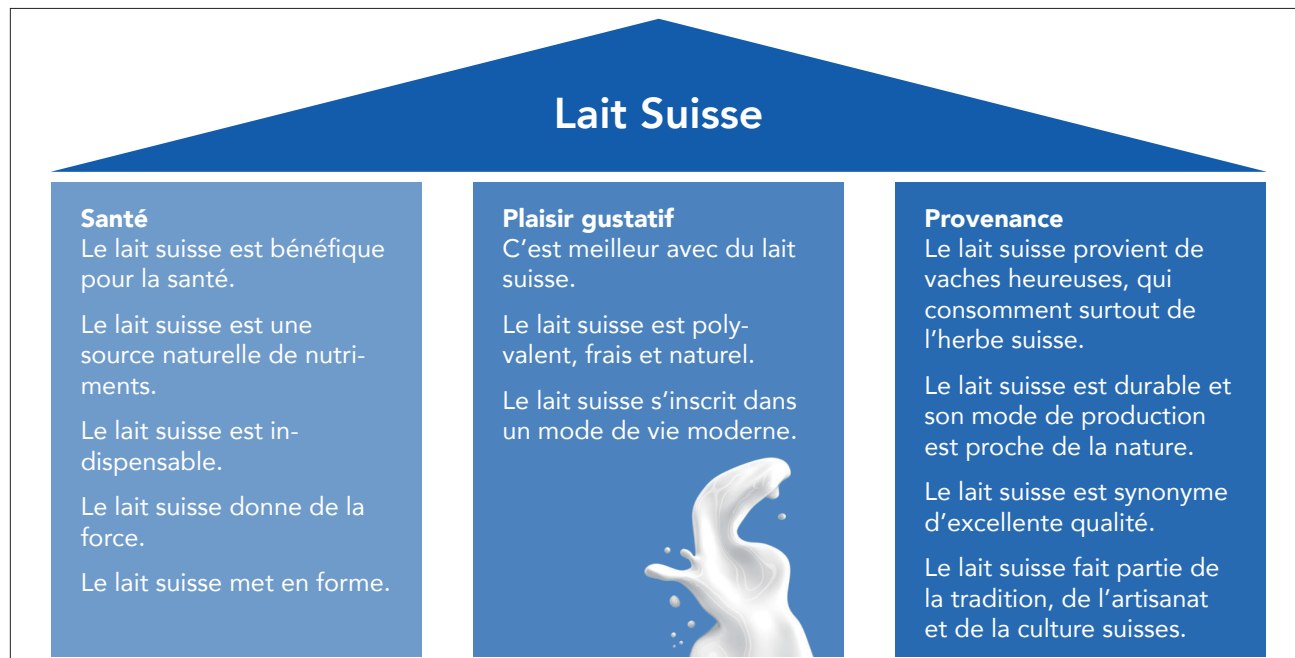 Lait Suisse
Santé
Le lait suisse est bénéfique
pour la santé.
Le lait suisse est une
source naturelle de nutri-
ments.
Le lait suisse est in-
dispensable.
Le lait suisse donne de la
force.
Le lait suisse met en forme.
Plaisir gustatif
C’est meilleur avec du lait
suisse.
Le lait suisse est poly-
valent, frais et naturel.
Le lait suisse s’inscrit dans
un mode de vie moderne.
Provenance
Le lait suisse provient de
vaches heureuses, qui
consomment surtout de
l’herbe suisse.
Le lait suisse est durable et
son mode de production
est proche de la nature.
Le lait suisse est synonyme
d’excellente qualité.
Le lait suisse fait partie de
la tradition, de l’artisanat
et de la culture suisses.